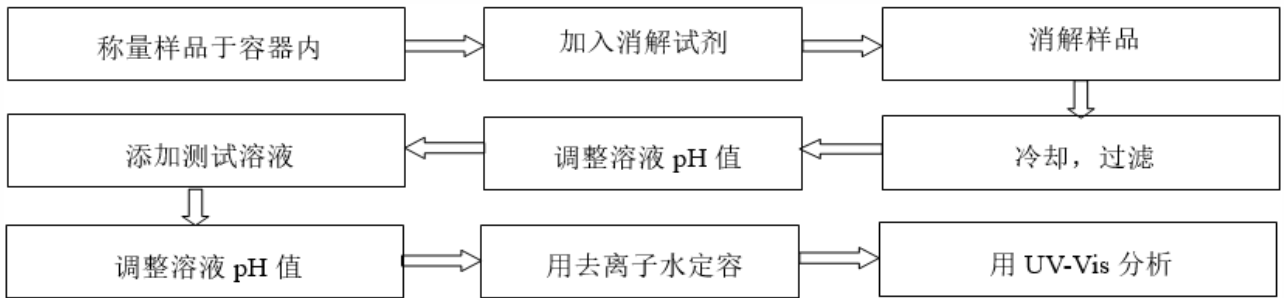 称量样品于容器内
加入消解试剂
消解样品
冷却，过滤
调整溶液 pH 值
添加测试溶液
调整溶液 pH 值
用去离子水定容
用 UV-Vis 分析